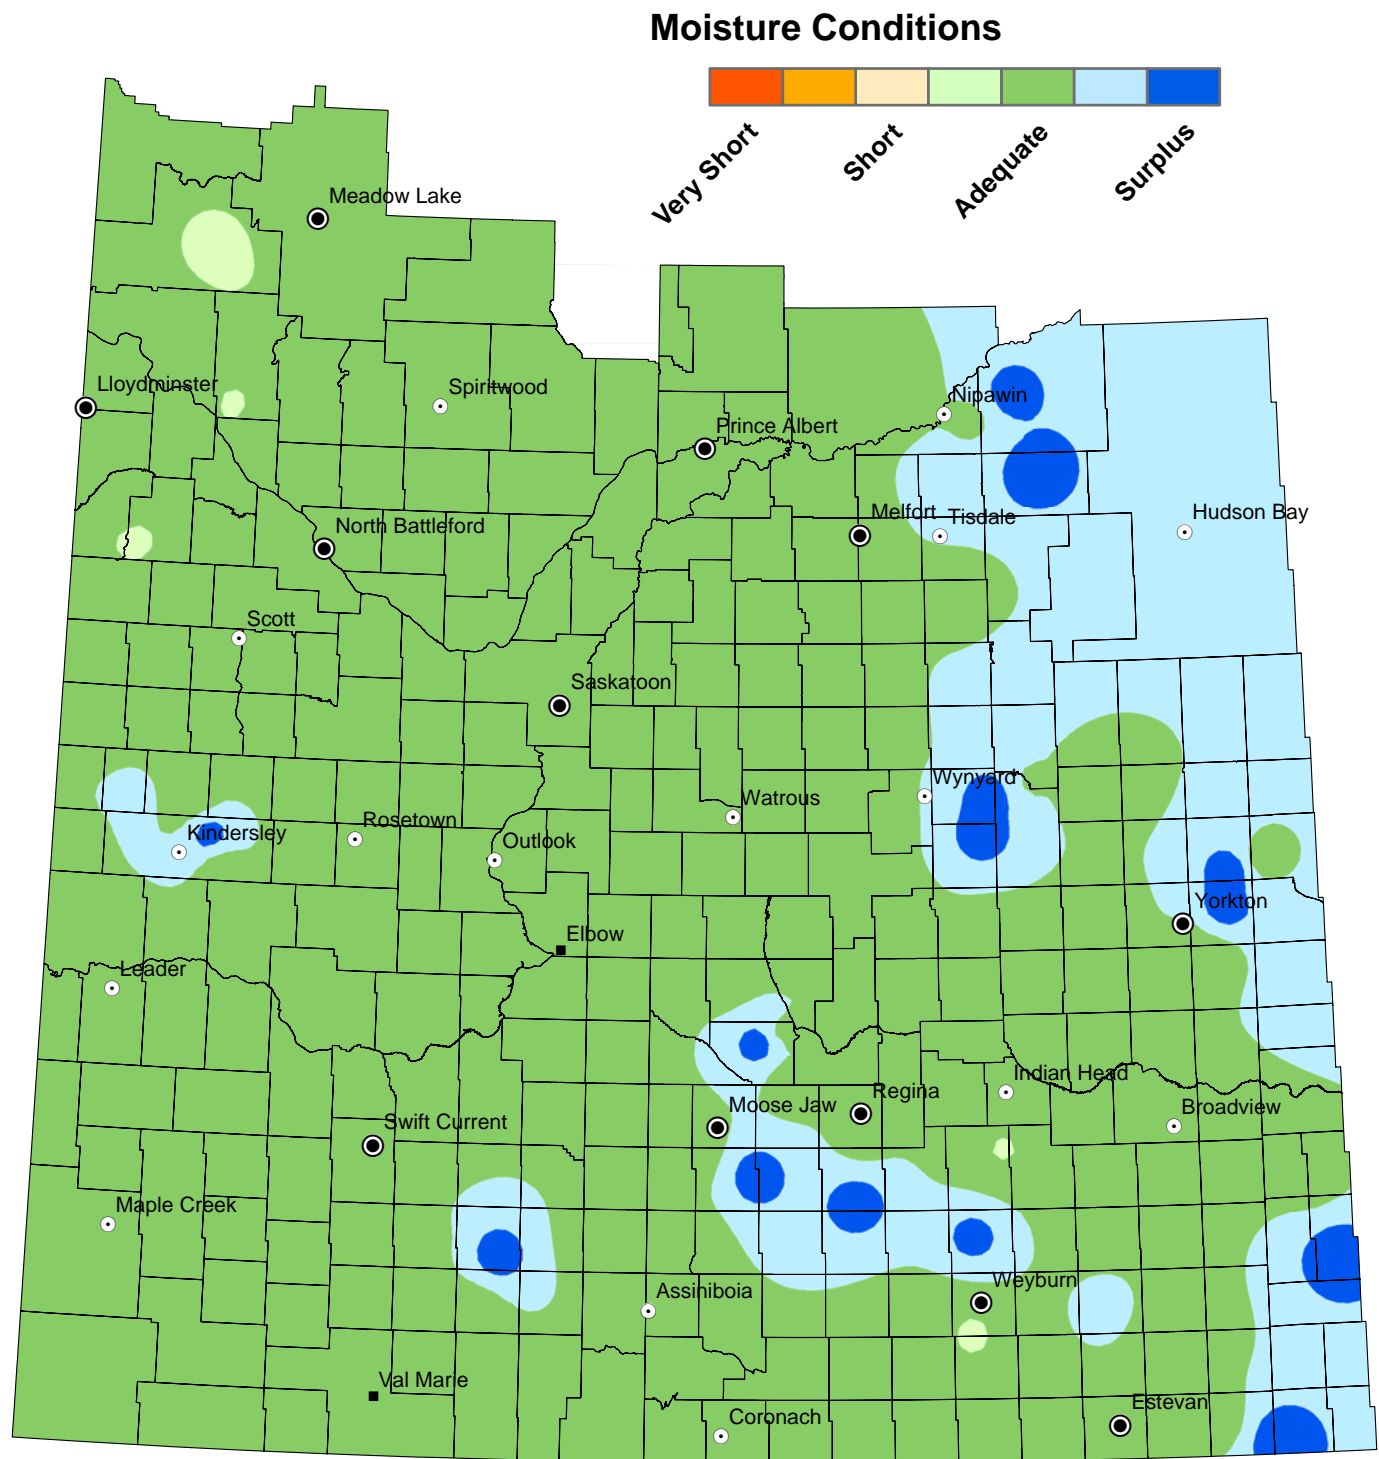 Moisture Conditions
Very Short
Short
Adequate
Surplus
Meadow Lake
Lloydminster
Spiritwood
Nipawin
Prince Albert
Melfort
Tisdale
Hudson Bay
North Battleford
Scott
Saskatoon
Wynyard
Watrous
Kindersley
Rosetown
Outlook
Yorkton
Elbow
Leader
Indian Head
Regina
Moose Jaw
Broadview
Swift Current
Maple Creek
Weyburn
Assiniboia
Val Marie
Estevan
Coronach